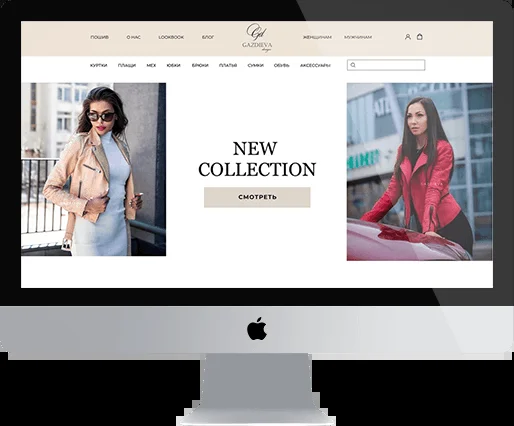 ПОШИВ О НАС LOOKBOOK БЛОГ Gd ЖЕНЩИНАМ МУЖЧИНАМ
GAZDIEVA
design
КУРТКИ ПЛАЩИ МЕХ ЮБКИ БРЮКИ ПЛАТЬЯ СУМКИ ОБУВЬ АКСЕССУАРЫ
NEW
COLLECTION
СМОТРЕТЬ